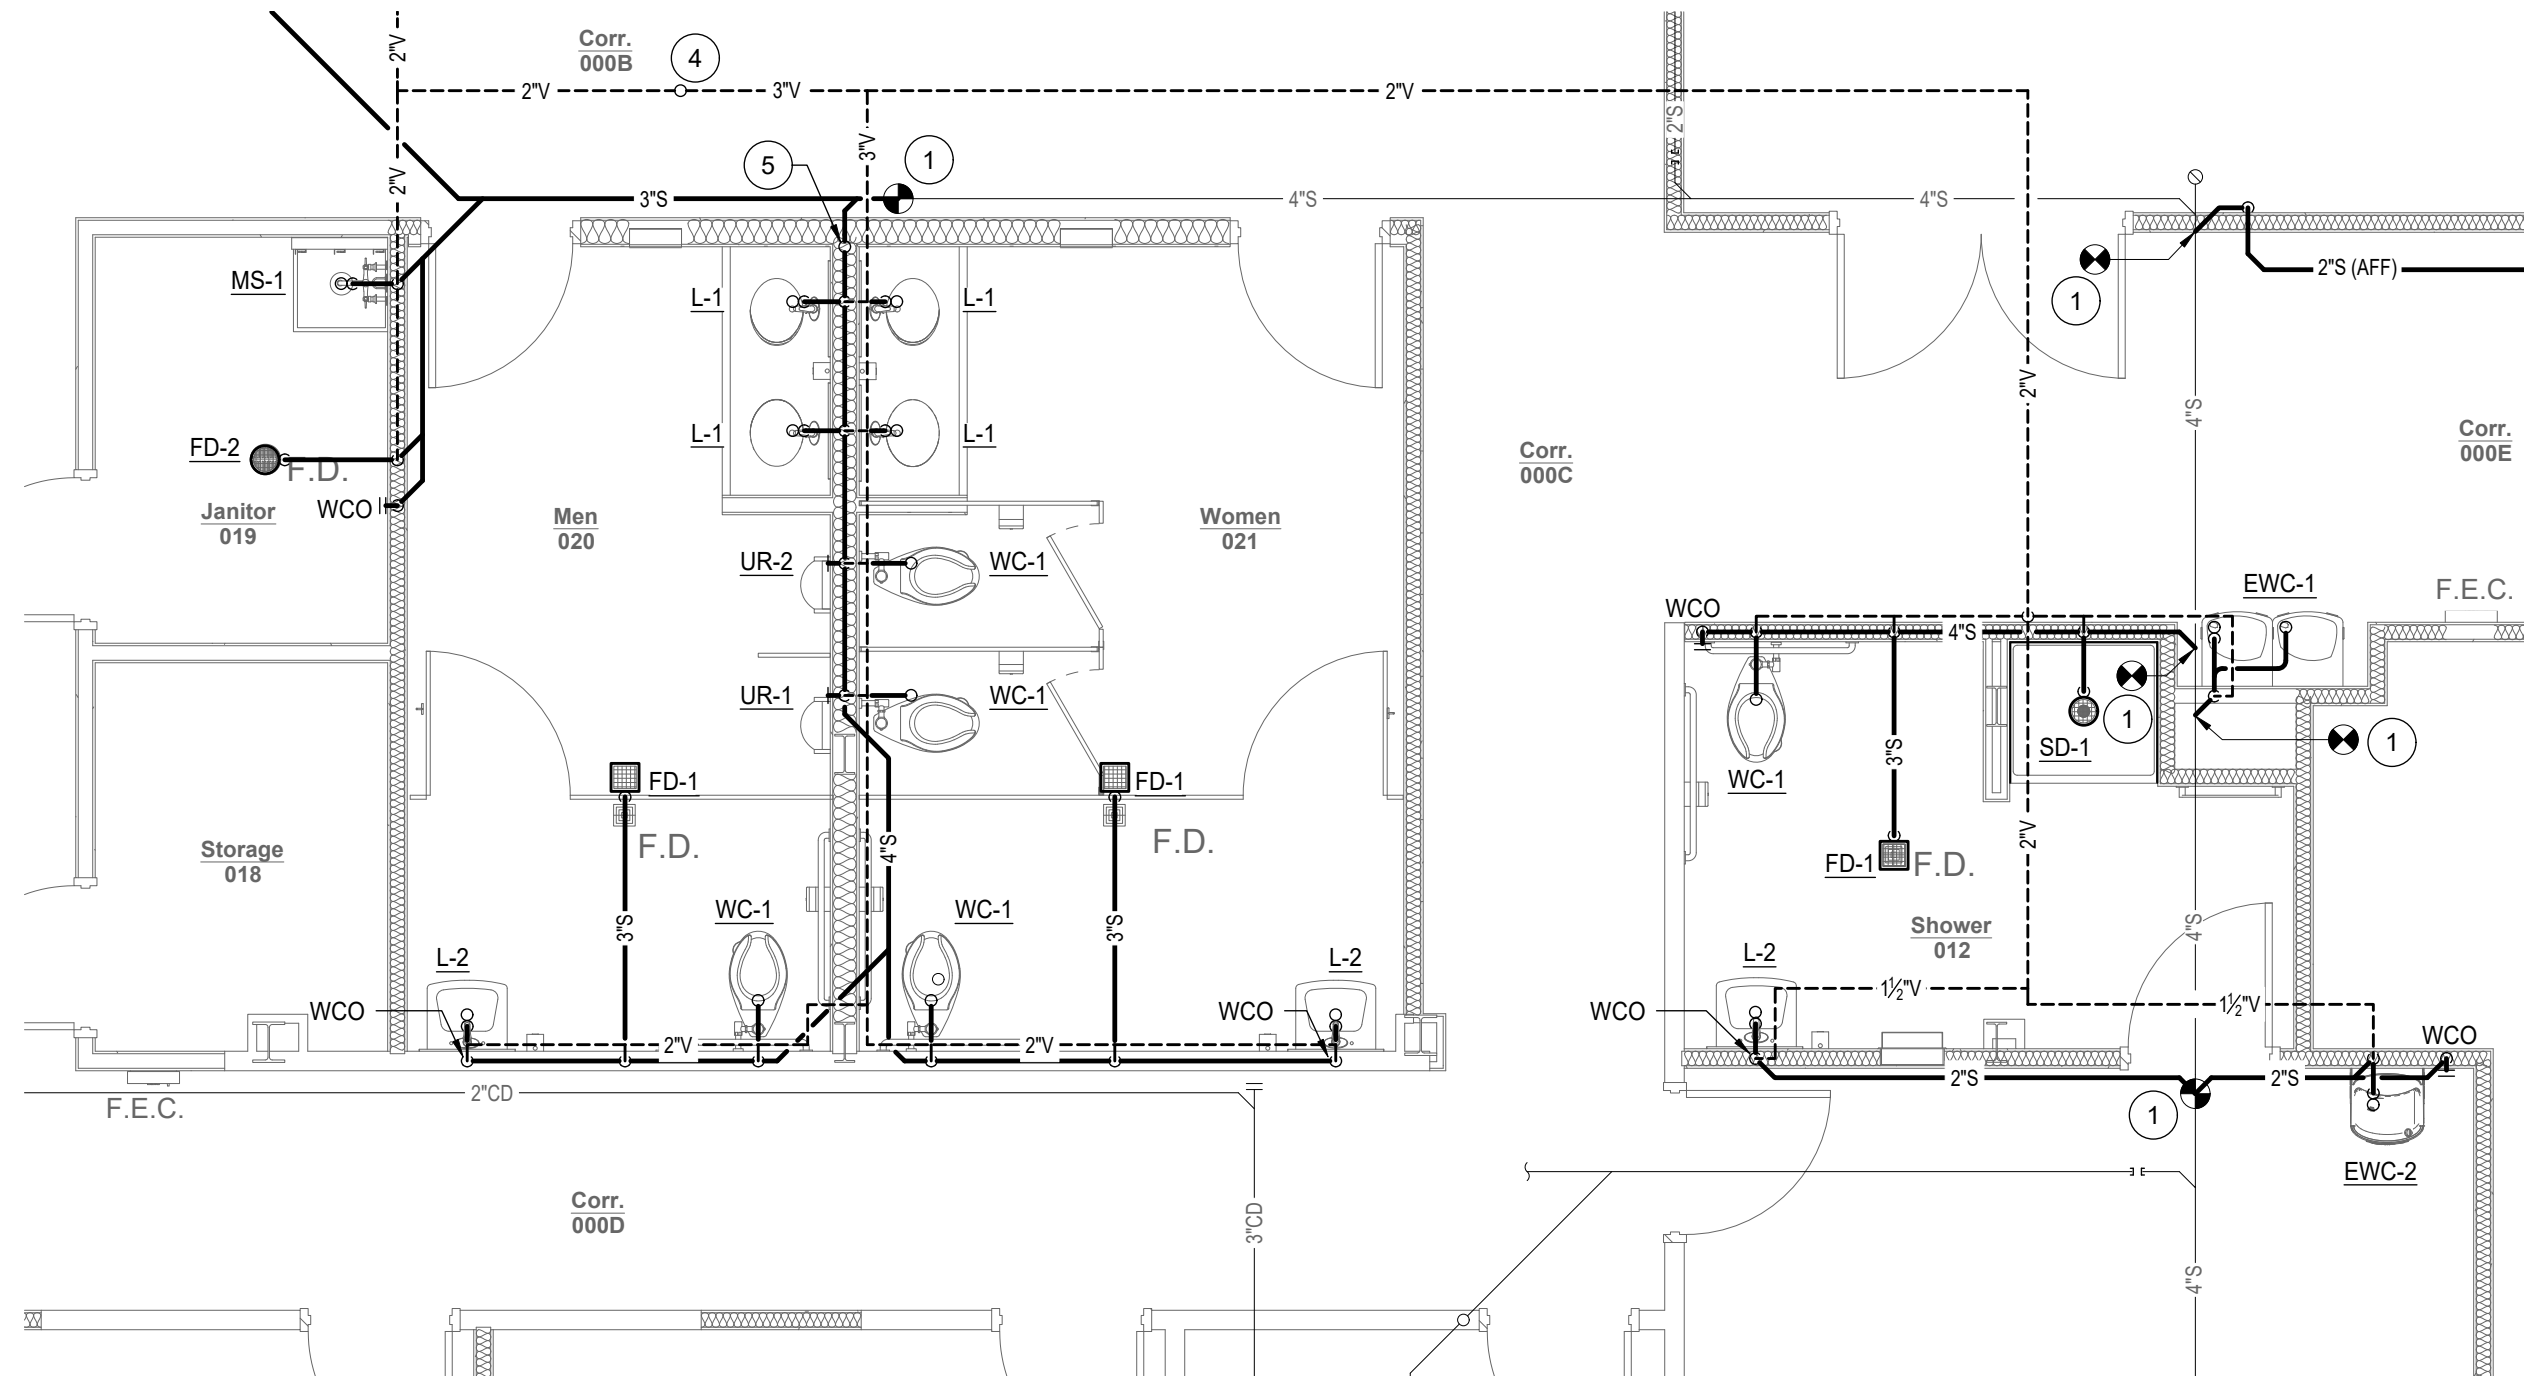 Corr.
000B
4
2"V
2"V
3"V
2"V
2"S
5
3"V
1
2"V
3"S
4"S
4"S
2"S (AFF)
1
MS-1
L-1
L-1
2"V
4"S
FD-2
F.D.
L-1
L-1
Corr.
000C
Corr.
000E
WCO
Janitor
019
Men
020
Women
021
UR-2
WC-1
EWC-1
F.E.C.
WCO
4"S
UR-1
WC-1
1
1
SD-1
3"S
WC-1
FD-1
FD-1
F.D.
F.D.
4"S
2"V
Storage
018
FD-1
F.D.
WC-1
WC-1
3"S
3"S
Shower
012
4"S
L-2
L-2
L-2
WCO
WCO
WCO
1½"V
1½"V
2"V
2"V
WCO
2"S
2"S
F.E.C.
2"CD
1
EWC-2
Corr.
000D
3"CD
4"S